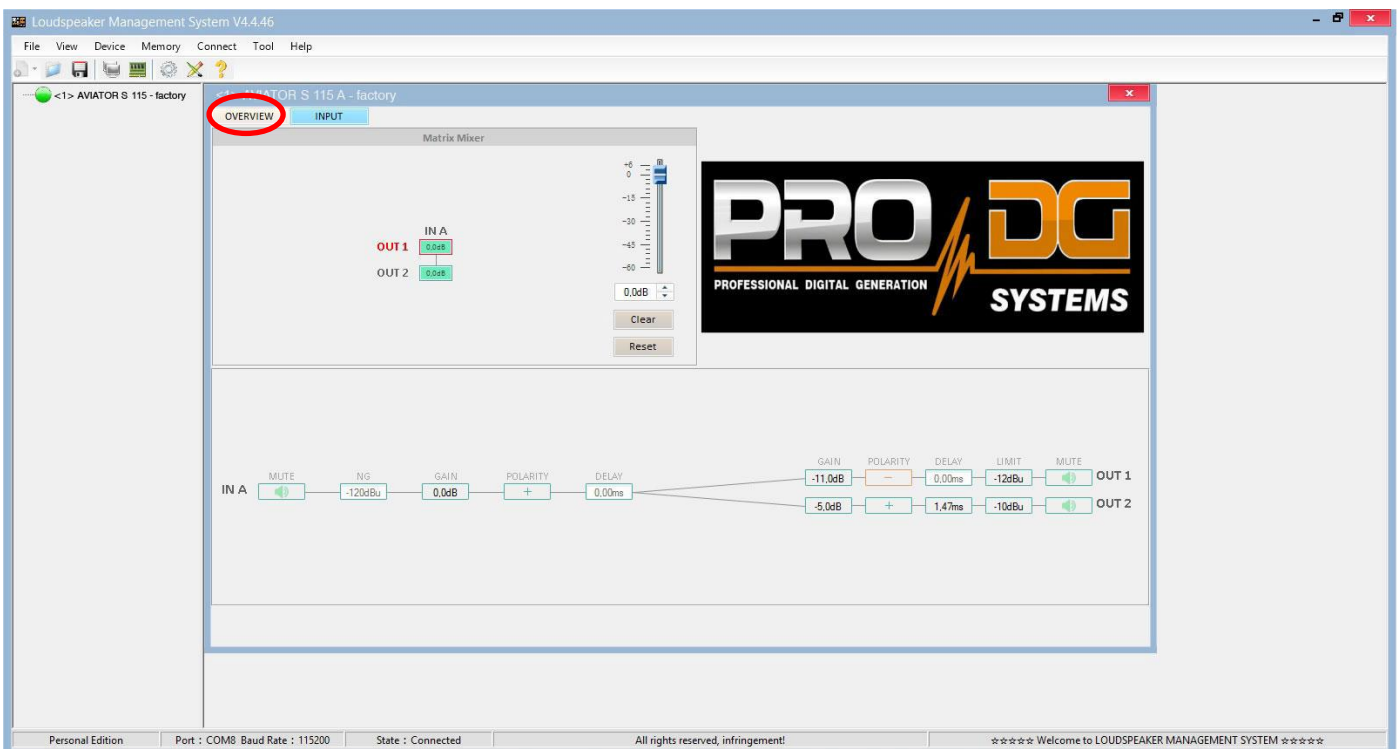 Loudspeaker Management System V4.4.46
File View Device Memory Connect Tool Help
<1> AVIATOR S 115 - factory
<1> AVIATOR S 115 A - factory
OVERVIEW INPUT
Matrix Mixer
+6
0
-15
-30
-45
-60
IN A
OUT 1 0,0dB
OUT 2 0,0dB
0,0dB
Clear
Reset
PRO DG
PROFESSIONAL DIGITAL GENERATION
SYSTEMS
MUTE NG GAIN POLARITY DELAY
IN A -120dBu 0,0dB + 0,00ms
GAIN POLARITY DELAY LIMIT MUTE
-11,0dB - 0,00ms -12dBu OUT 1
-5,0dB + 1,47ms -10dBu OUT 2
Personal Edition Port : COM8 Baud Rate : 115200 State : Connected All rights reserved, infringement! ☆☆☆☆☆ Welcome to LOUDSPEAKER MANAGEMENT SYSTEM ☆☆☆☆☆